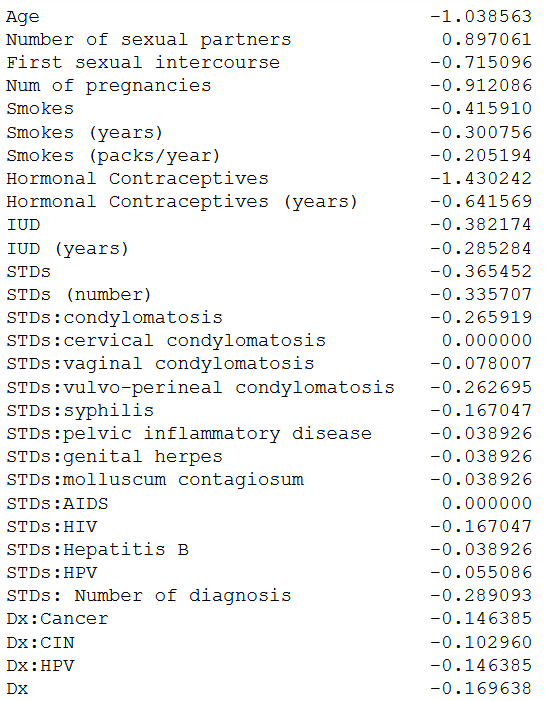 Age -1.038563
Number of sexual partners 0.897061
First sexual intercourse -0.715096
Num of pregnancies -0.912086
Smokes -0.415910
Smokes (years) -0.300756
Smokes (packs/year) -0.205194
Hormonal Contraceptives -1.430242
Hormonal Contraceptives (years) -0.641569
IUD -0.382174
IUD (years) -0.285284
STDs -0.365452
STDs (number) -0.335707
STDs:condylomatosis -0.265919
STDs:cervical condylomatosis 0.000000
STDs:vaginal condylomatosis -0.078007
STDs:vulvo-perineal condylomatosis -0.262695
STDs:syphilis -0.167047
STDs:pelvic inflammatory disease -0.038926
STDs:genital herpes -0.038926
STDs:molluscum contagiosum -0.038926
STDs:AIDS 0.000000
STDs:HIV -0.167047
STDs:Hepatitis B -0.038926
STDs:HPV -0.055086
STDs: Number of diagnosis -0.289093
Dx:Cancer -0.146385
Dx:CIN -0.102960
Dx:HPV -0.146385
Dx -0.169638